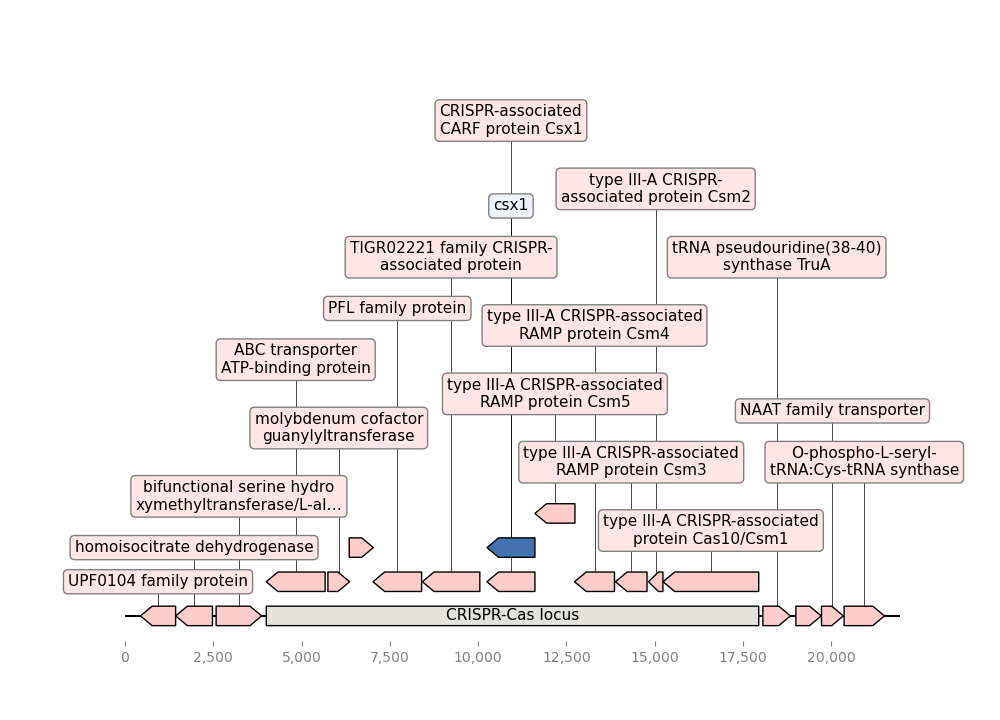 CRISPR-associated
CARF protein Csx1
type III-A CRISPR-
associated protein Csm2
csx1
TIGR02221 family CRISPR-
associated protein
tRNA pseudouridine(38-40)
synthase TruA
PFL family protein
type III-A CRISPR-associated
RAMP protein Csm4
ABC transporter
ATP-binding protein
type III-A CRISPR-associated
RAMP protein Csm5
NAAT family transporter
molybdenum cofactor
guanylyltransferase
type III-A CRISPR-associated
RAMP protein Csm3
O-phospho-L-seryl-
tRNA:Cys-tRNA synthase
bifunctional serine hydro
xymethyltransferase/L-al...
type III-A CRISPR-associated
protein Cas10/Csm1
homoisocitrate dehydrogenase
UPF0104 family protein
CRISPR-Cas locus
0 2,500 5,000 7,500 10,000 12,500 15,000 17,500 20,000